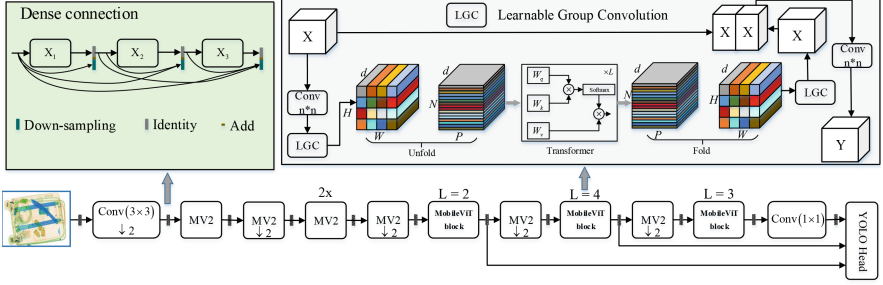 Dense connection
X1
X2
X3
Down-sampling
Identity
Add
LGC
Learnable Group Convolution
X
Conv
n*n
LGC
H
d
W
Unfold
d
N
P
×L
Wq
Wk
Wv
Softmax
Transformer
d
N
P
Fold
d
H
W
LGC
X
X
X
Conv
n*n
Y
Conv(3×3)
↓2
MV2
MV2
↓2
2x
MV2
MV2
↓2
L = 2
MobileViT
block
MV2
↓2
L = 4
MobileViT
block
MV2
↓2
L = 3
MobileViT
block
Conv(1×1)
YOLO Head